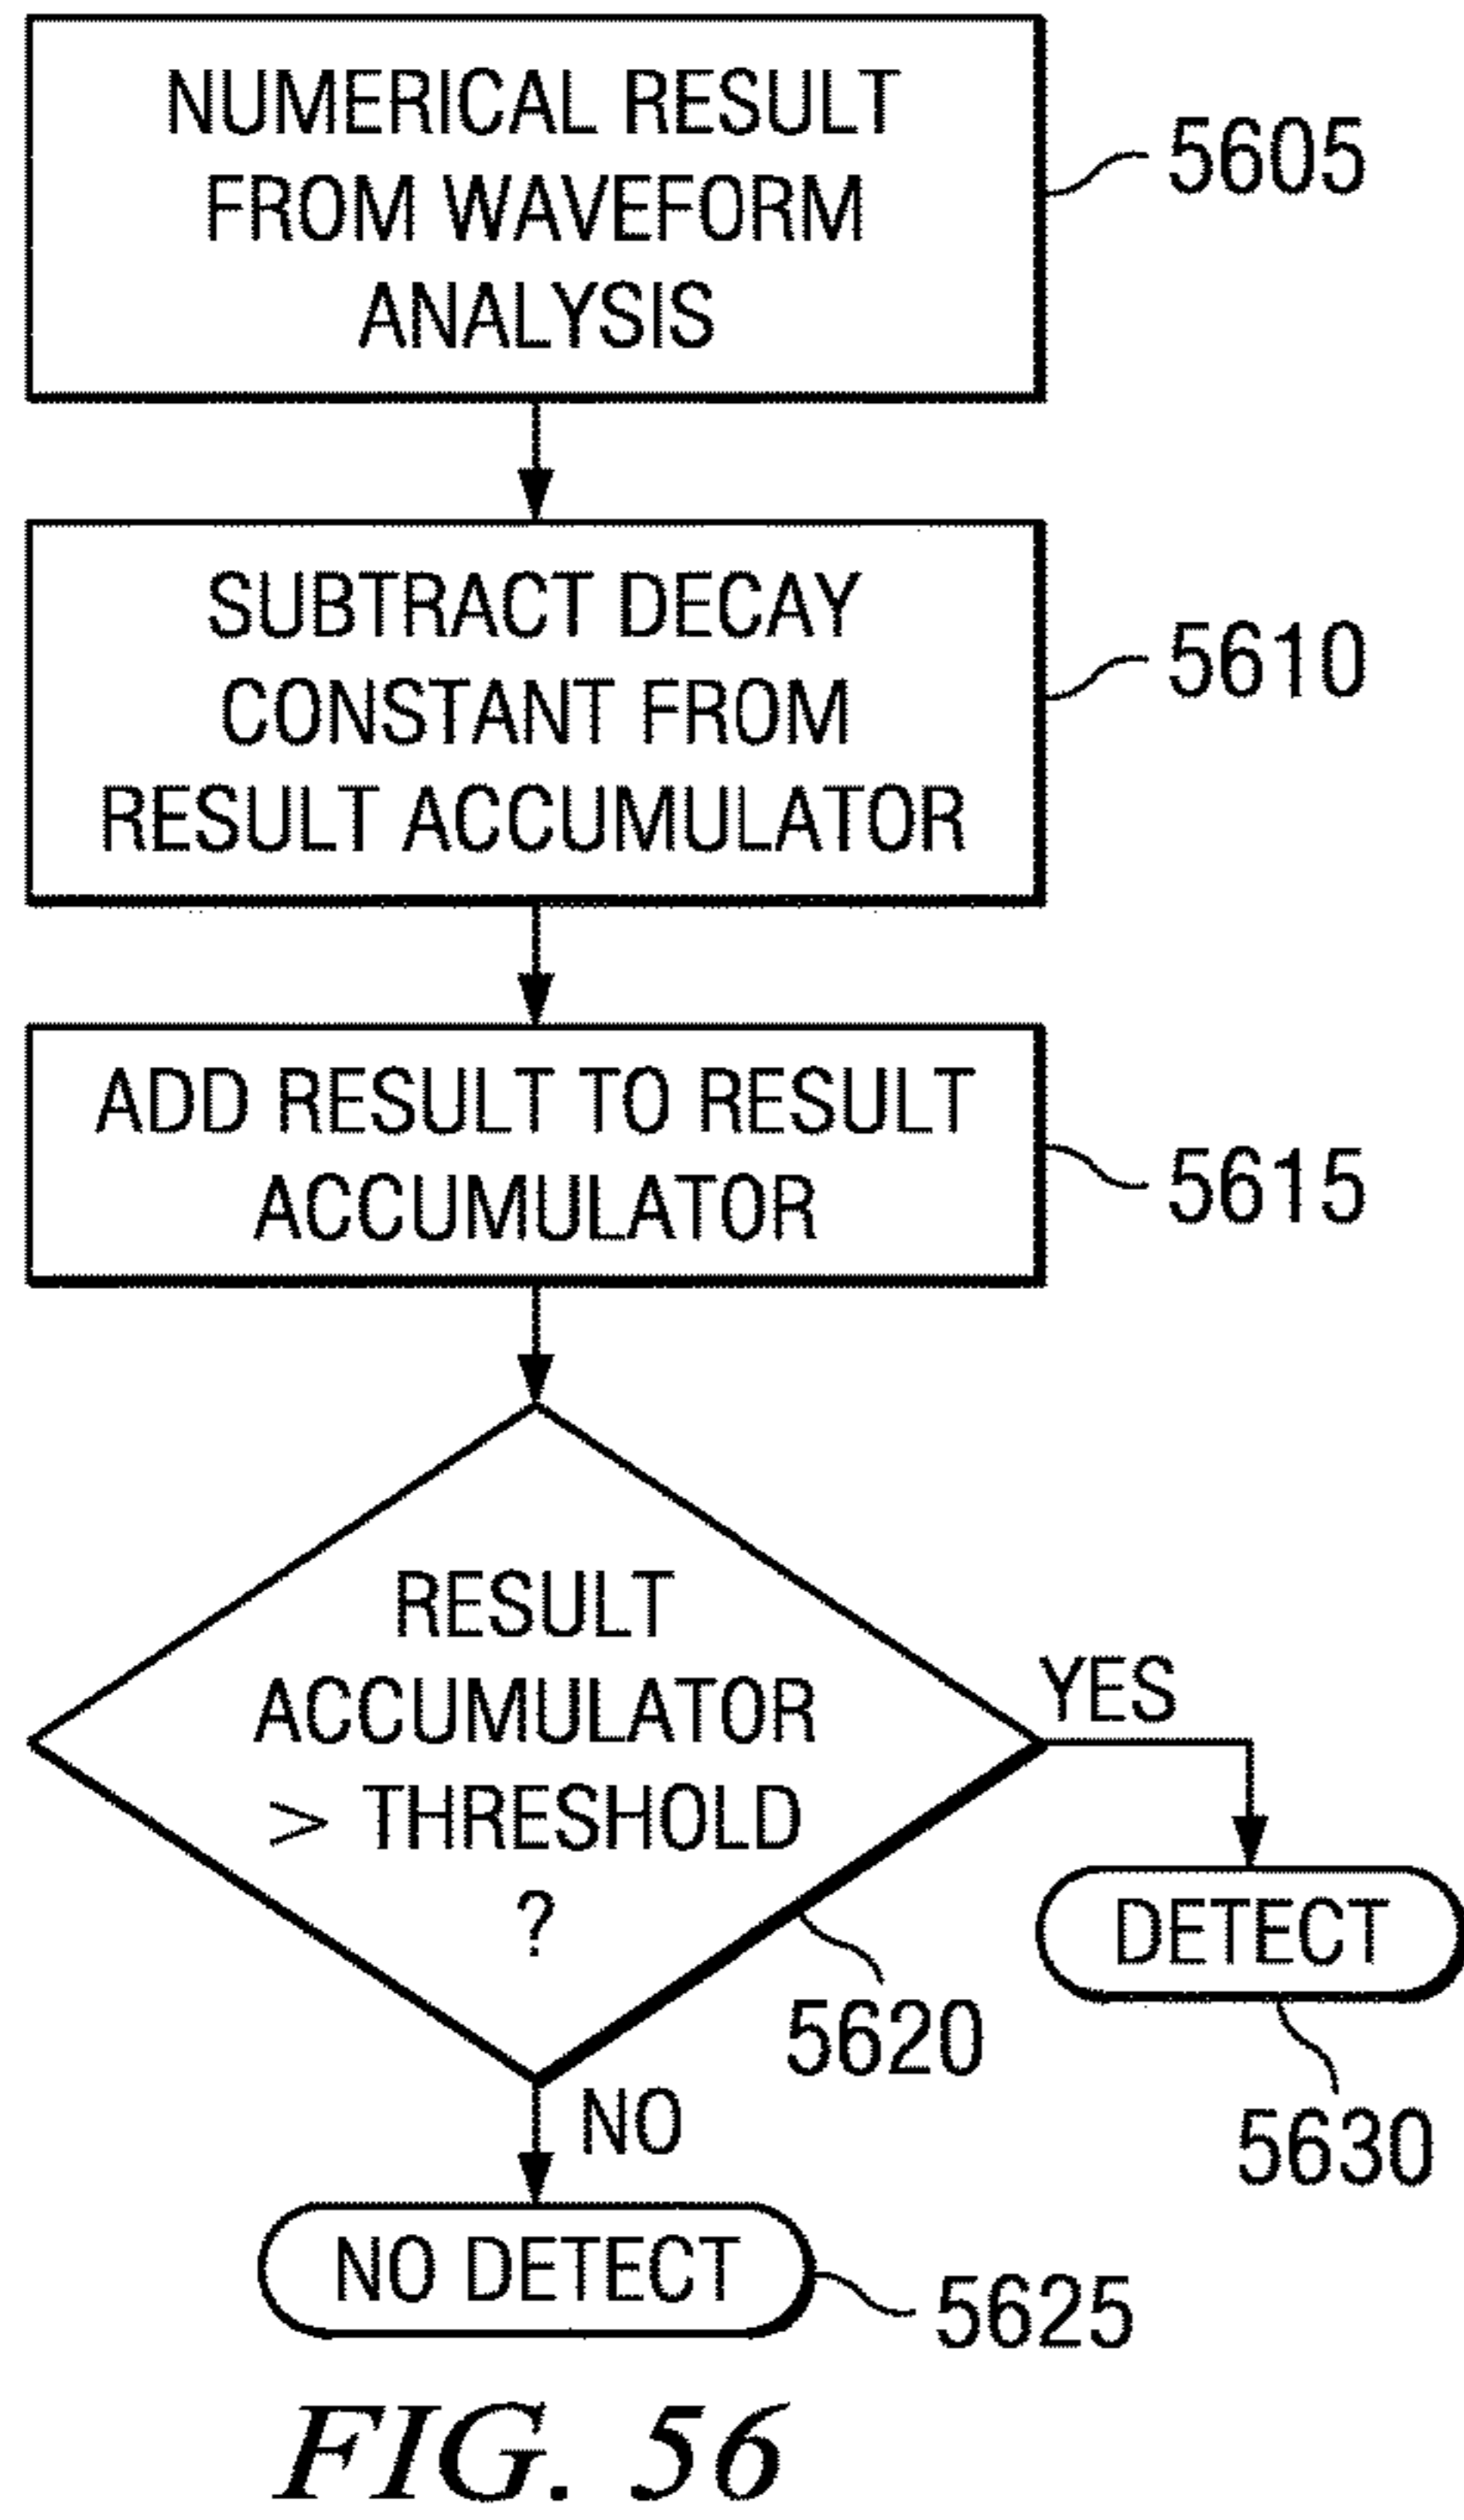 NUMERICAL RESULT
FROM WAVEFORM
ANALYSIS
5605
SUBTRACT DECAY
CONSTANT FROM
RESULT ACCUMULATOR
5610
ADD RESULT TO RESULT
ACCUMULATOR
5615
RESULT
ACCUMULATOR
> THRESHOLD
?
YES
DETECT
5620
5630
NO
NO DETECT
5625
FIG. 56